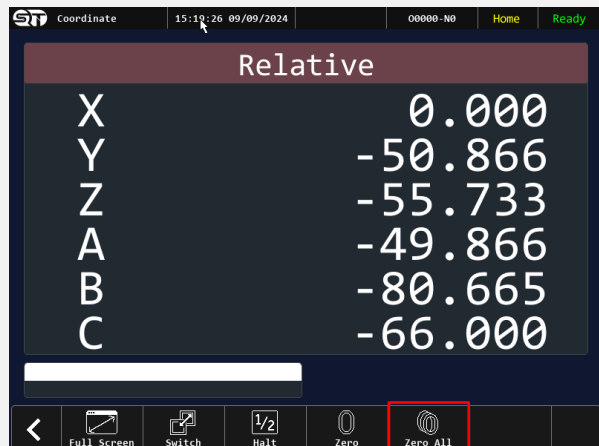 Coordinate 15:19:26 09/09/2024 O0000-N0 Home Ready
Relative
X 0.000
Y -50.866
Z -55.733
A -49.866
B -80.665
C -66.000
1/2
Full Screen Switch Halt Zero Zero All